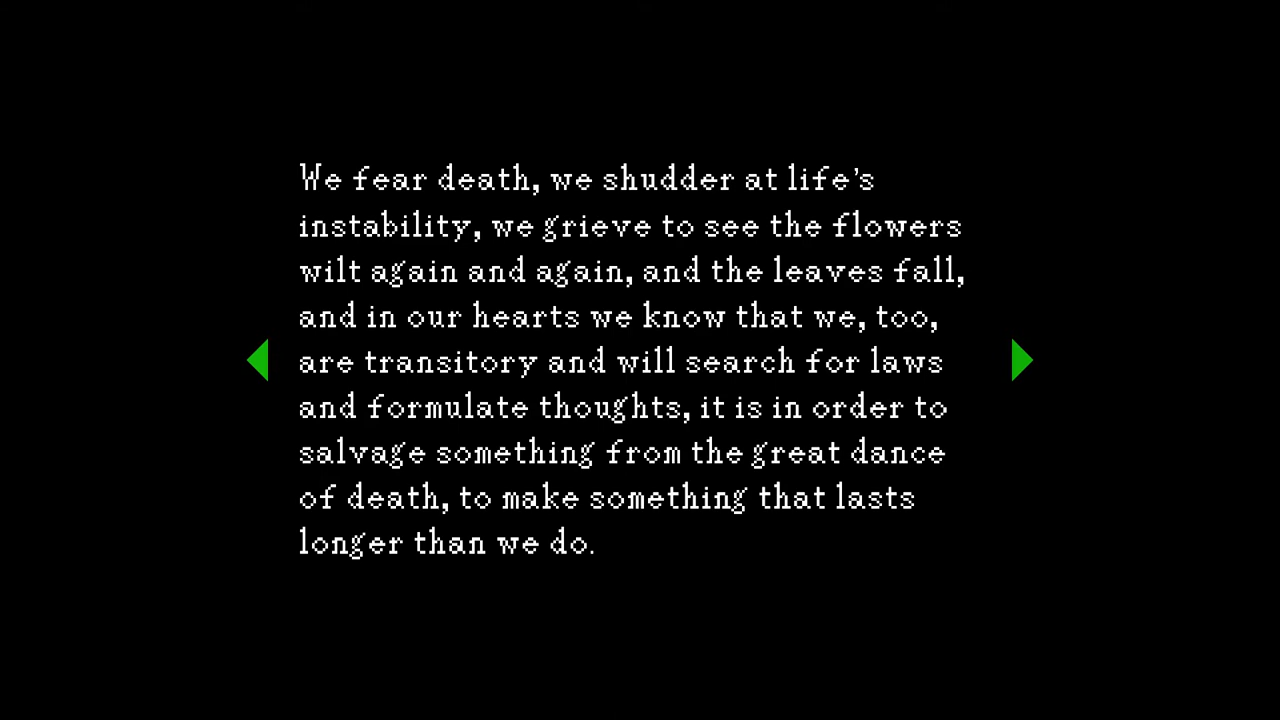 We fear death, we shudder at life's
instability, we grieve to see the flowers
wilt again and again, and the leaves fall,
and in our hearts we know that we, too,
are transitory and will search for laws
and formulate thoughts, it is in order to
salvage something from the great dance
of death, to make something that lasts
longer than we do.